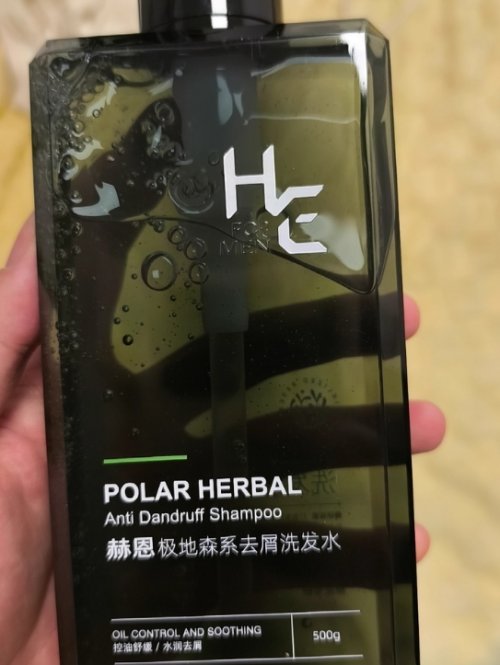 HE
FOR
MEN
POLAR HERBAL
Anti Dandruff Shampoo
赫恩极地森系去屑洗发水
OIL CONTROL AND SOOTHING
控油舒缓 / 水润去屑
500g